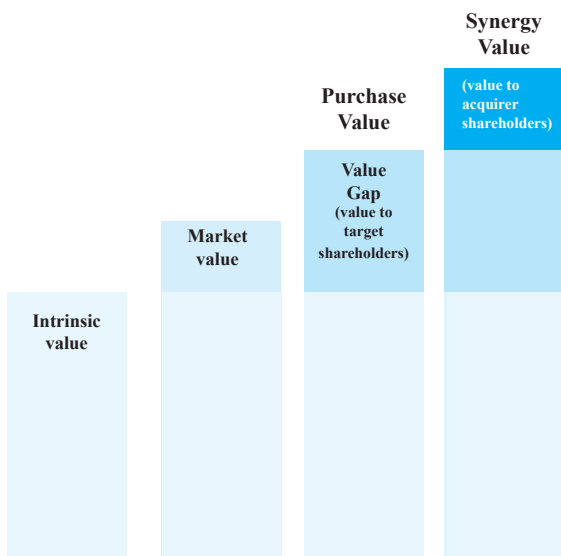 Synergy
Value
(value to
acquirer
shareholders)
Purchase
Value
Value
Gap
(value to
target
shareholders)
Market
value
Intrinsic
value